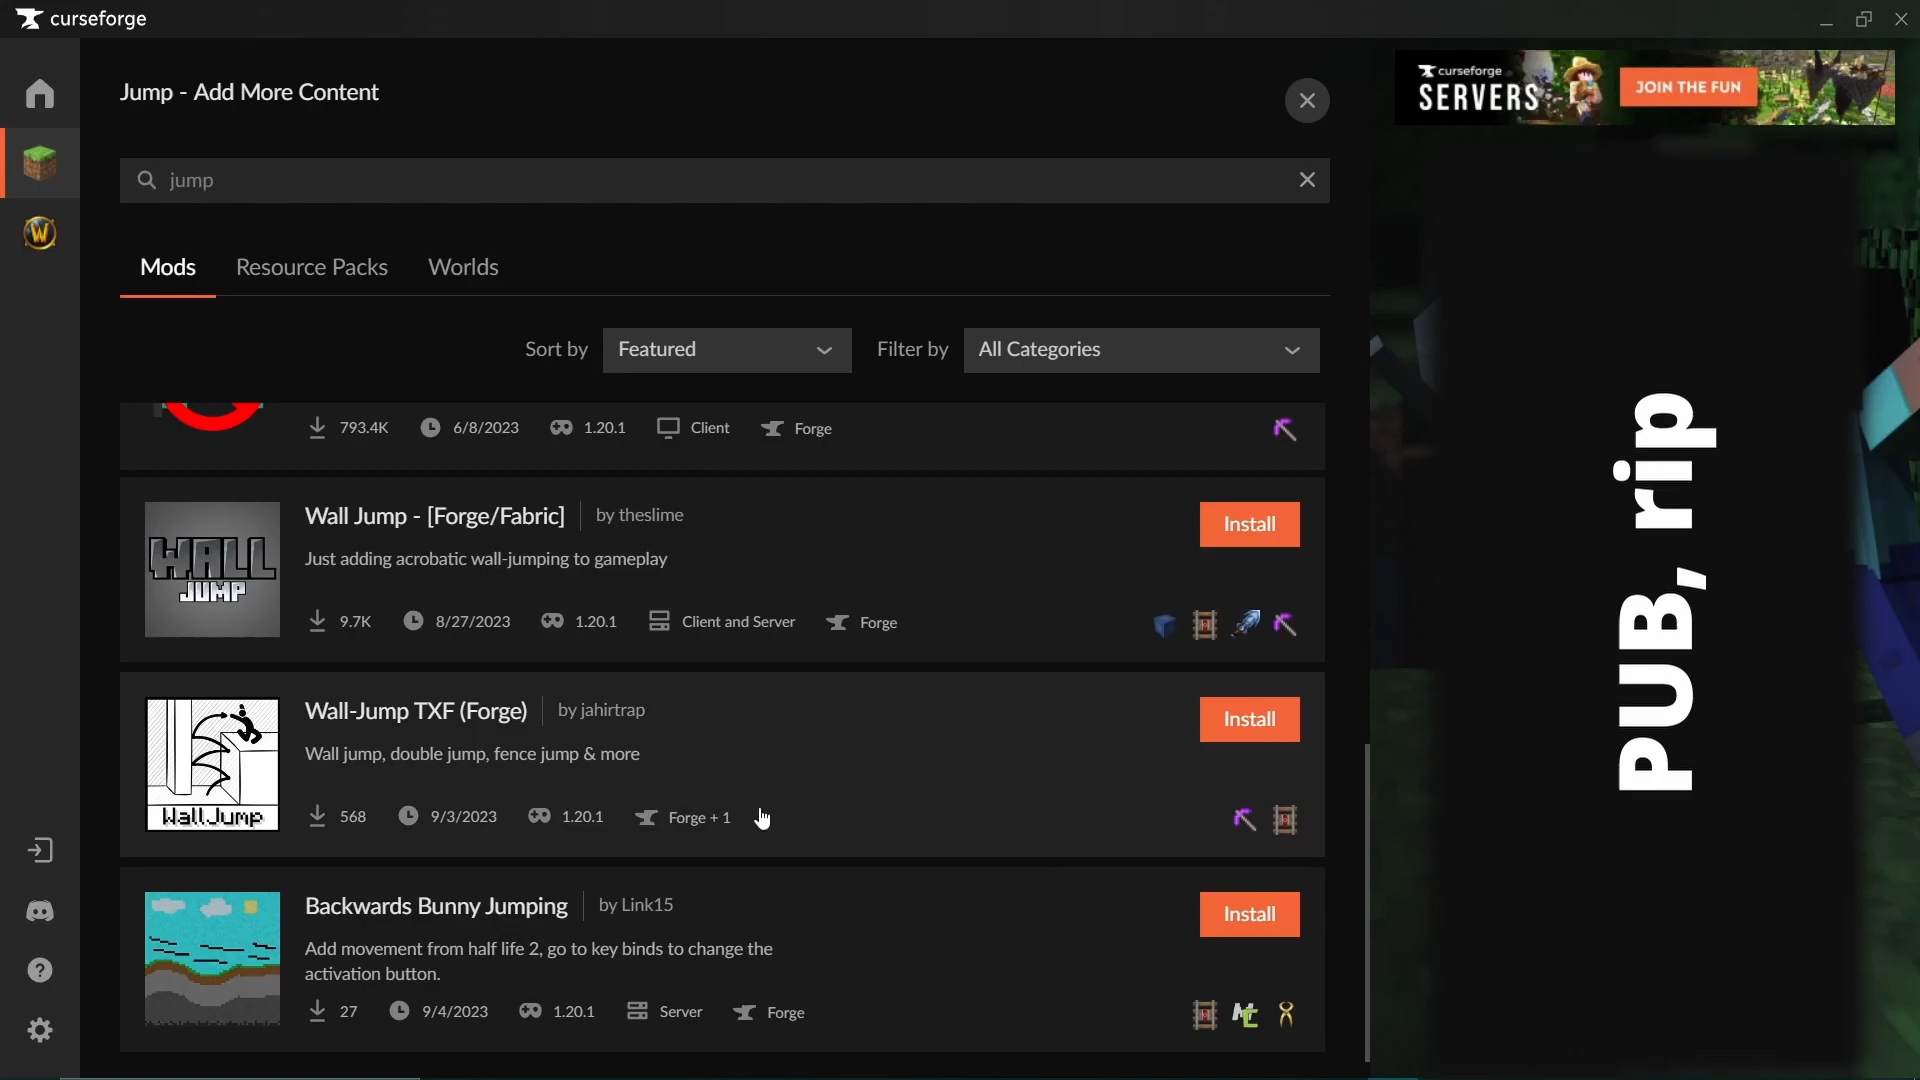 curseforge
Jump - Add More Content
curseforge
SERVERS
JOIN THE FUN
jump
Mods
Resource Packs
Worlds
Sort by
Featured
Filter by
All Categories
793.4K
6/8/2023
1.20.1
Client
Forge
WALL
JUMP
Wall Jump - [Forge/Fabric]
by theslime
Install
Just adding acrobatic wall-jumping to gameplay
9.7K
8/27/2023
1.20.1
Client and Server
Forge
WallJump
Wall-Jump TXF (Forge)
by jahirtrap
Install
Wall jump, double jump, fence jump & more
568
9/3/2023
1.20.1
Forge + 1
Backwards Bunny Jumping
by Link15
Install
Add movement from half life 2, go to key binds to change the
activation button.
27
9/4/2023
1.20.1
Server
Forge
PUB, rip